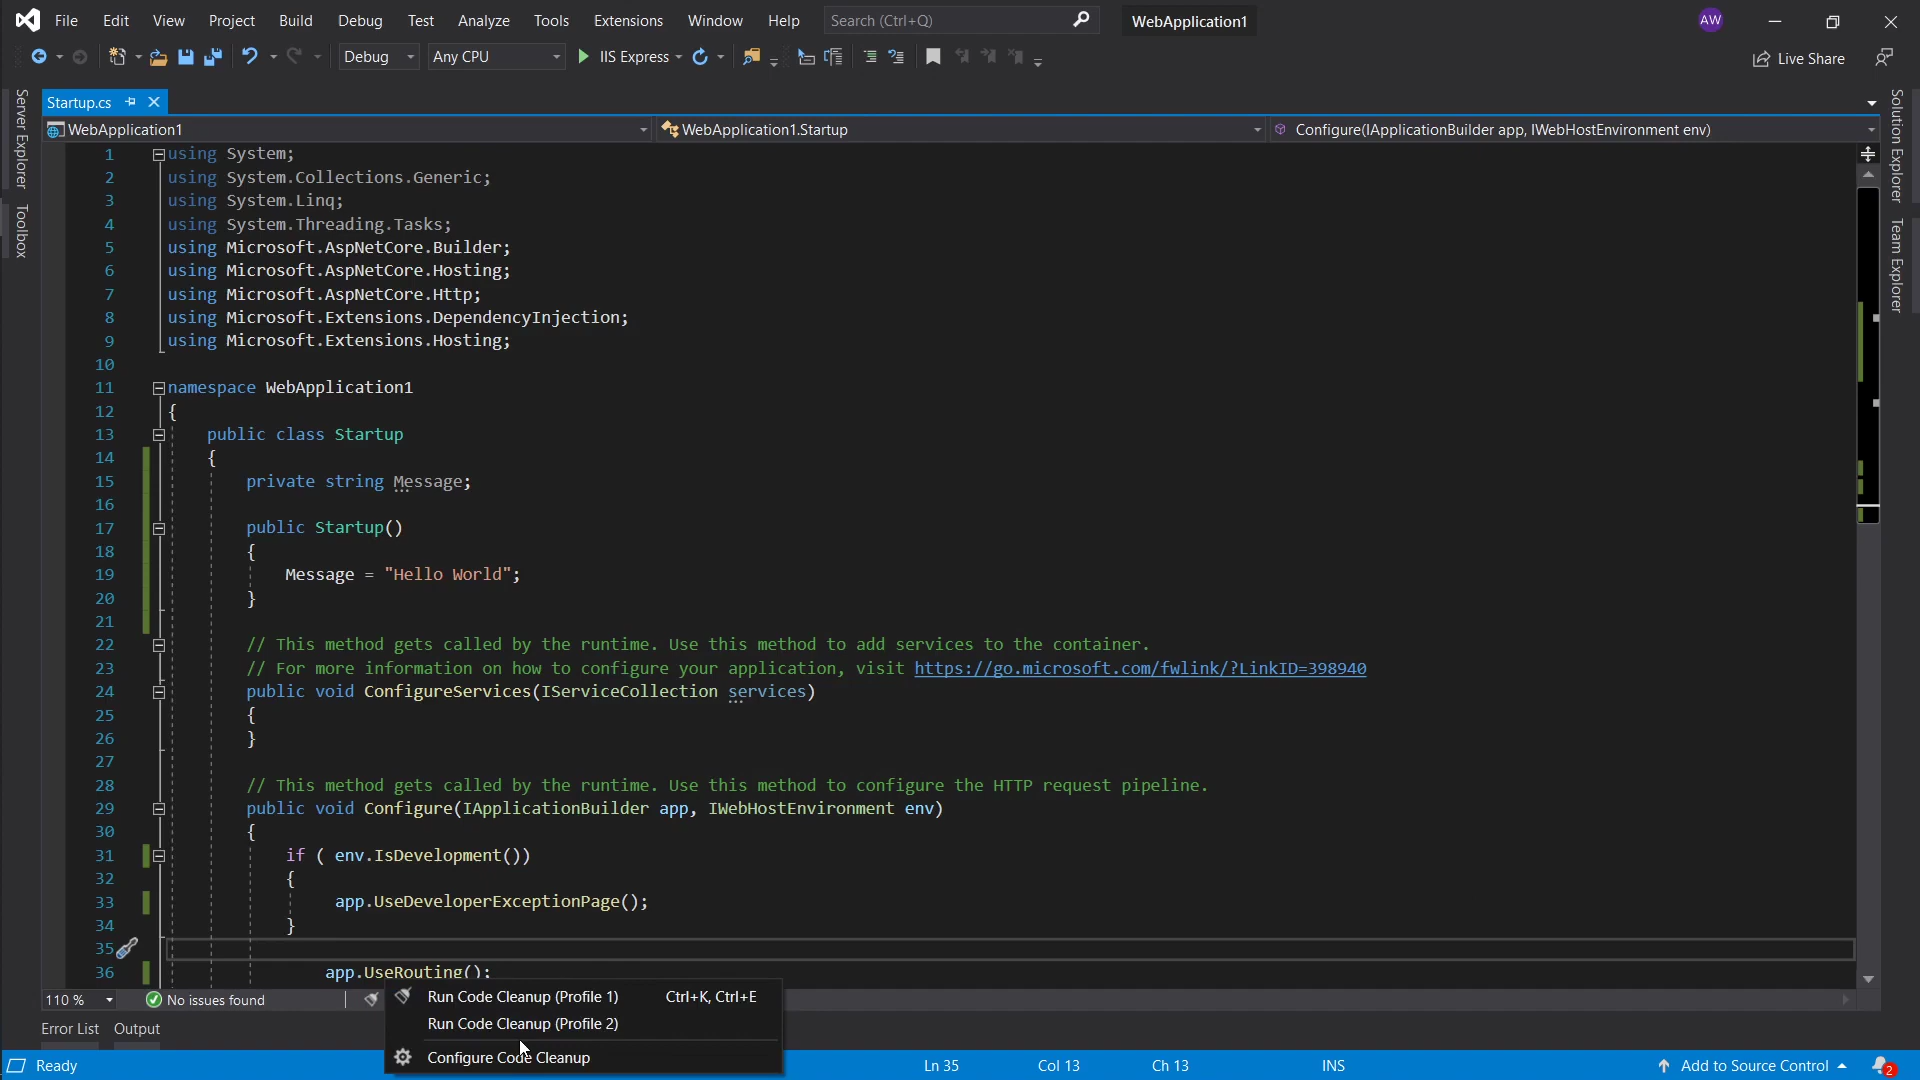 File Edit View Project Build Debug Test Analyze Tools Extensions Window Help Search (Ctrl+Q) WebApplication1 AW
Debug Any CPU IIS Express Live Share
Server Explorer
Toolbox
Startup.cs
WebApplication1 WebApplication1.Startup Configure(IApplicationBuilder app, IWebHostEnvironment env)
1 using System;
2 using System.Collections.Generic;
3 using System.Linq;
4 using System.Threading.Tasks;
5 using Microsoft.AspNetCore.Builder;
6 using Microsoft.AspNetCore.Hosting;
7 using Microsoft.AspNetCore.Http;
8 using Microsoft.Extensions.DependencyInjection;
9 using Microsoft.Extensions.Hosting;
10
11 namespace WebApplication1
12 {
13 public class Startup
14 {
15 private string Message;
16
17 public Startup()
18 {
19 Message = "Hello World";
20 }
21
22 // This method gets called by the runtime. Use this method to add services to the container.
23 // For more information on how to configure your application, visit https://go.microsoft.com/fwlink/?LinkID=398940
24 public void ConfigureServices(IServiceCollection services)
25 {
26 }
27
28 // This method gets called by the runtime. Use this method to configure the HTTP request pipeline.
29 public void Configure(IApplicationBuilder app, IWebHostEnvironment env)
30 {
31 if ( env.IsDevelopment())
32 {
33 app.UseDeveloperExceptionPage();
34 }
35
36 app.UseRouting();
Solution Explorer
Team Explorer
110 % No issues found
Run Code Cleanup (Profile 1) Ctrl+K, Ctrl+E
Run Code Cleanup (Profile 2)
Configure Code Cleanup
Error List Output
Ready Ln 35 Col 13 Ch 13 INS Add to Source Control 2